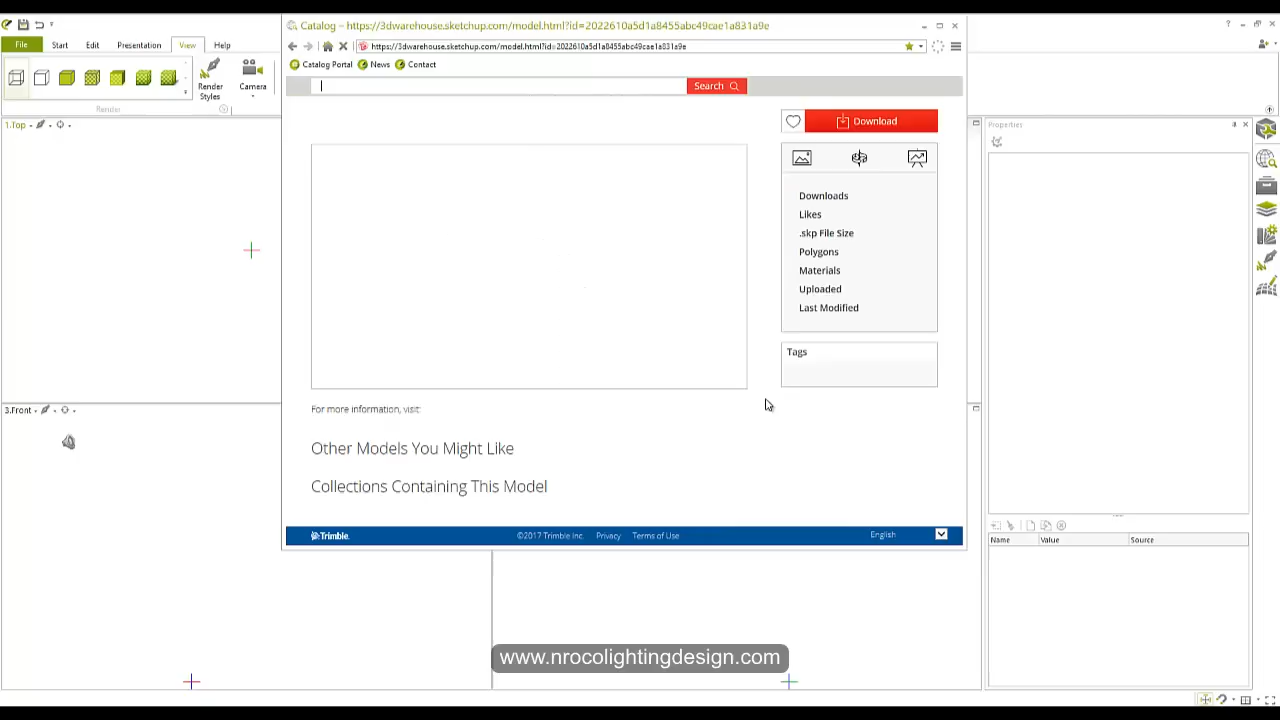 Catalog – https://3dwarehouse.sketchup.com/model.html?id=2022610a5d1a8455abc49cae1a831a9e
File Start Edit Presentation View Help
https://3dwarehouse.sketchup.com/model.html?id=2022610a5d1a8455abc49cae1a831a9e
Catalog Portal News Contact
Render
Styles
Camera
Search
Render
Download
1.Top
Properties
Downloads
Likes
.skp File Size
Polygons
Materials
Uploaded
Last Modified
Tags
For more information, visit:
3.Front
Other Models You Might Like
Collections Containing This Model
Trimble.
©2017 Trimble Inc. Privacy Terms of Use English
Name Value Source
www.nrocolightingdesign.com